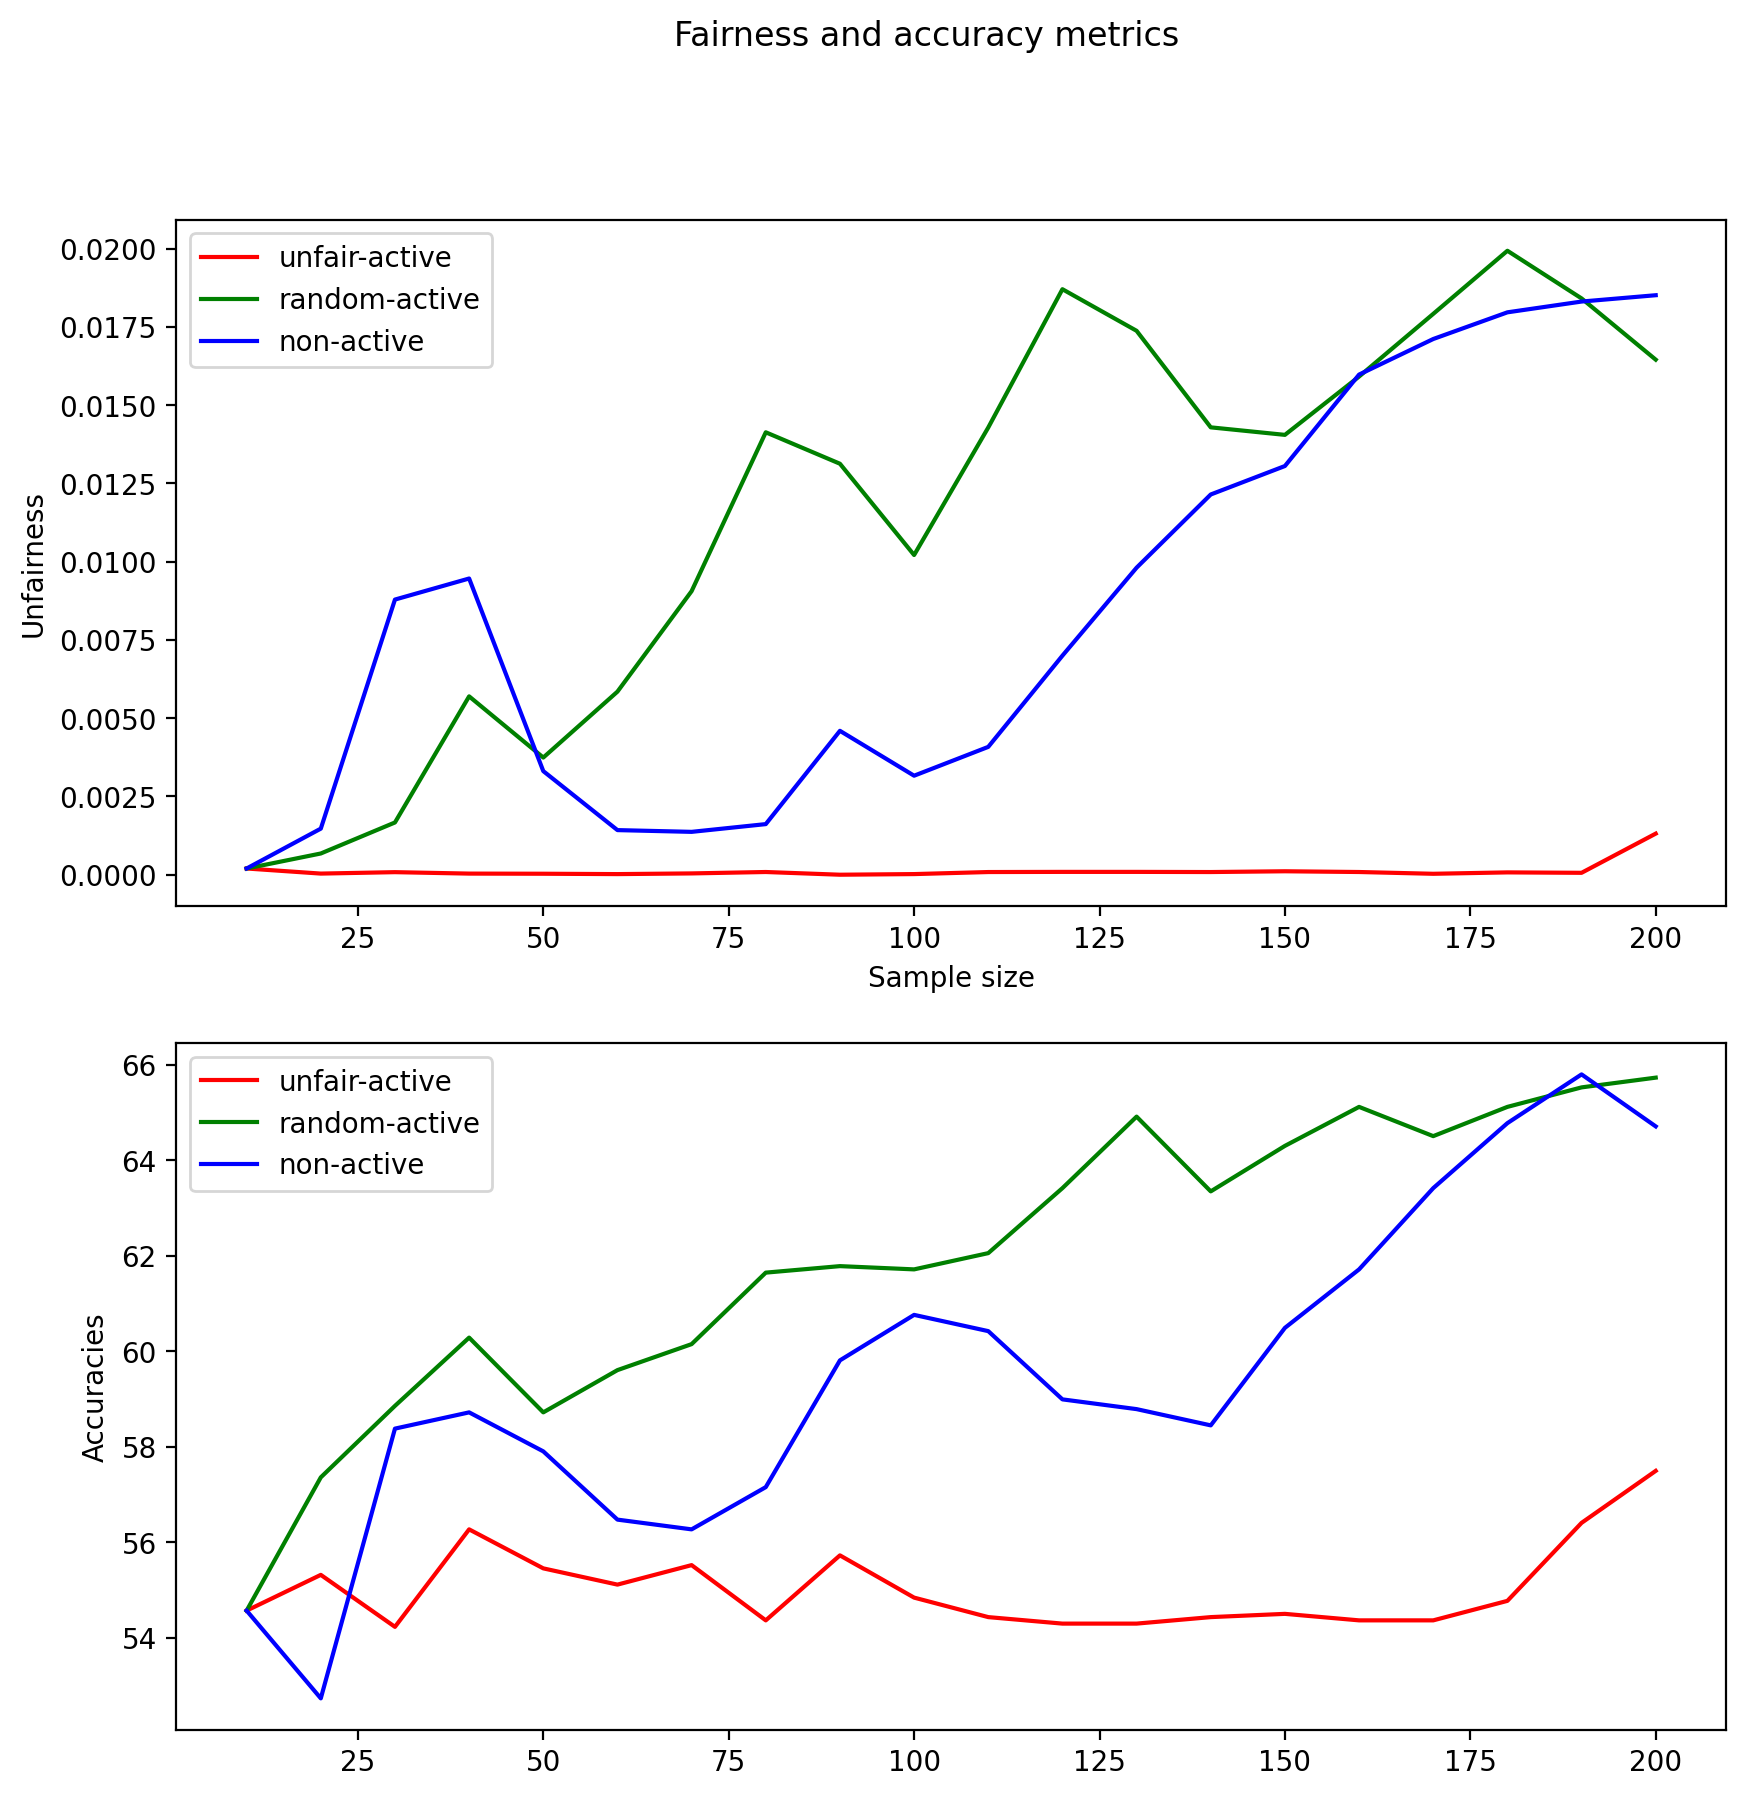 Fairness and accuracy metrics
unfair-active
random-active
non-active
0.0200
0.0175
0.0150
0.0125
0.0100
0.0075
0.0050
0.0025
0.0000
Unfairness
25 50 75 100 125 150 175 200
Sample size
unfair-active
random-active
non-active
66
64
62
60
58
56
54
Accuracies
25 50 75 100 125 150 175 200